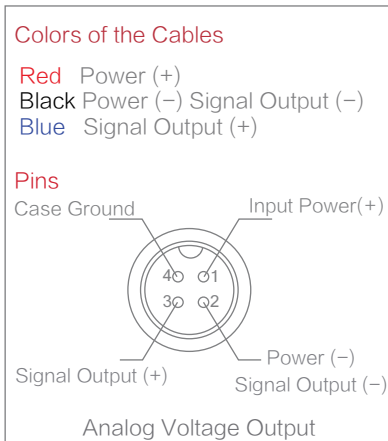 Colors of the Cables
Red Power (+)
Black Power (−) Signal Output (−)
Blue Signal Output (+)
Pins
Case Ground Input Power(+)
4 1
3 2
Signal Output (+) Power (−)
Signal Output (−)
Analog Voltage Output